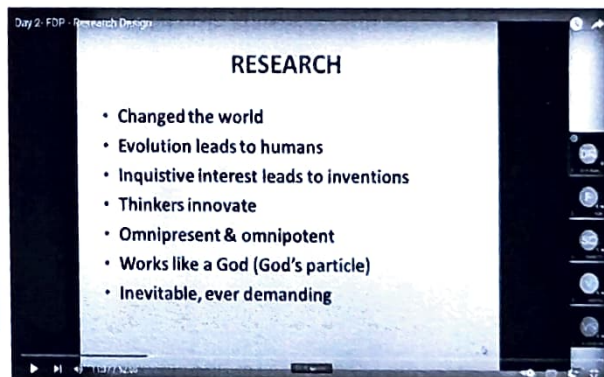 Day 2- FDP - Research Design
RESEARCH
• Changed the world
• Evolution leads to humans
• Inquistive interest leads to inventions
• Thinkers innovate
• Omnipresent & omnipotent
• Works like a God (God's particle)
• Inevitable, ever demanding